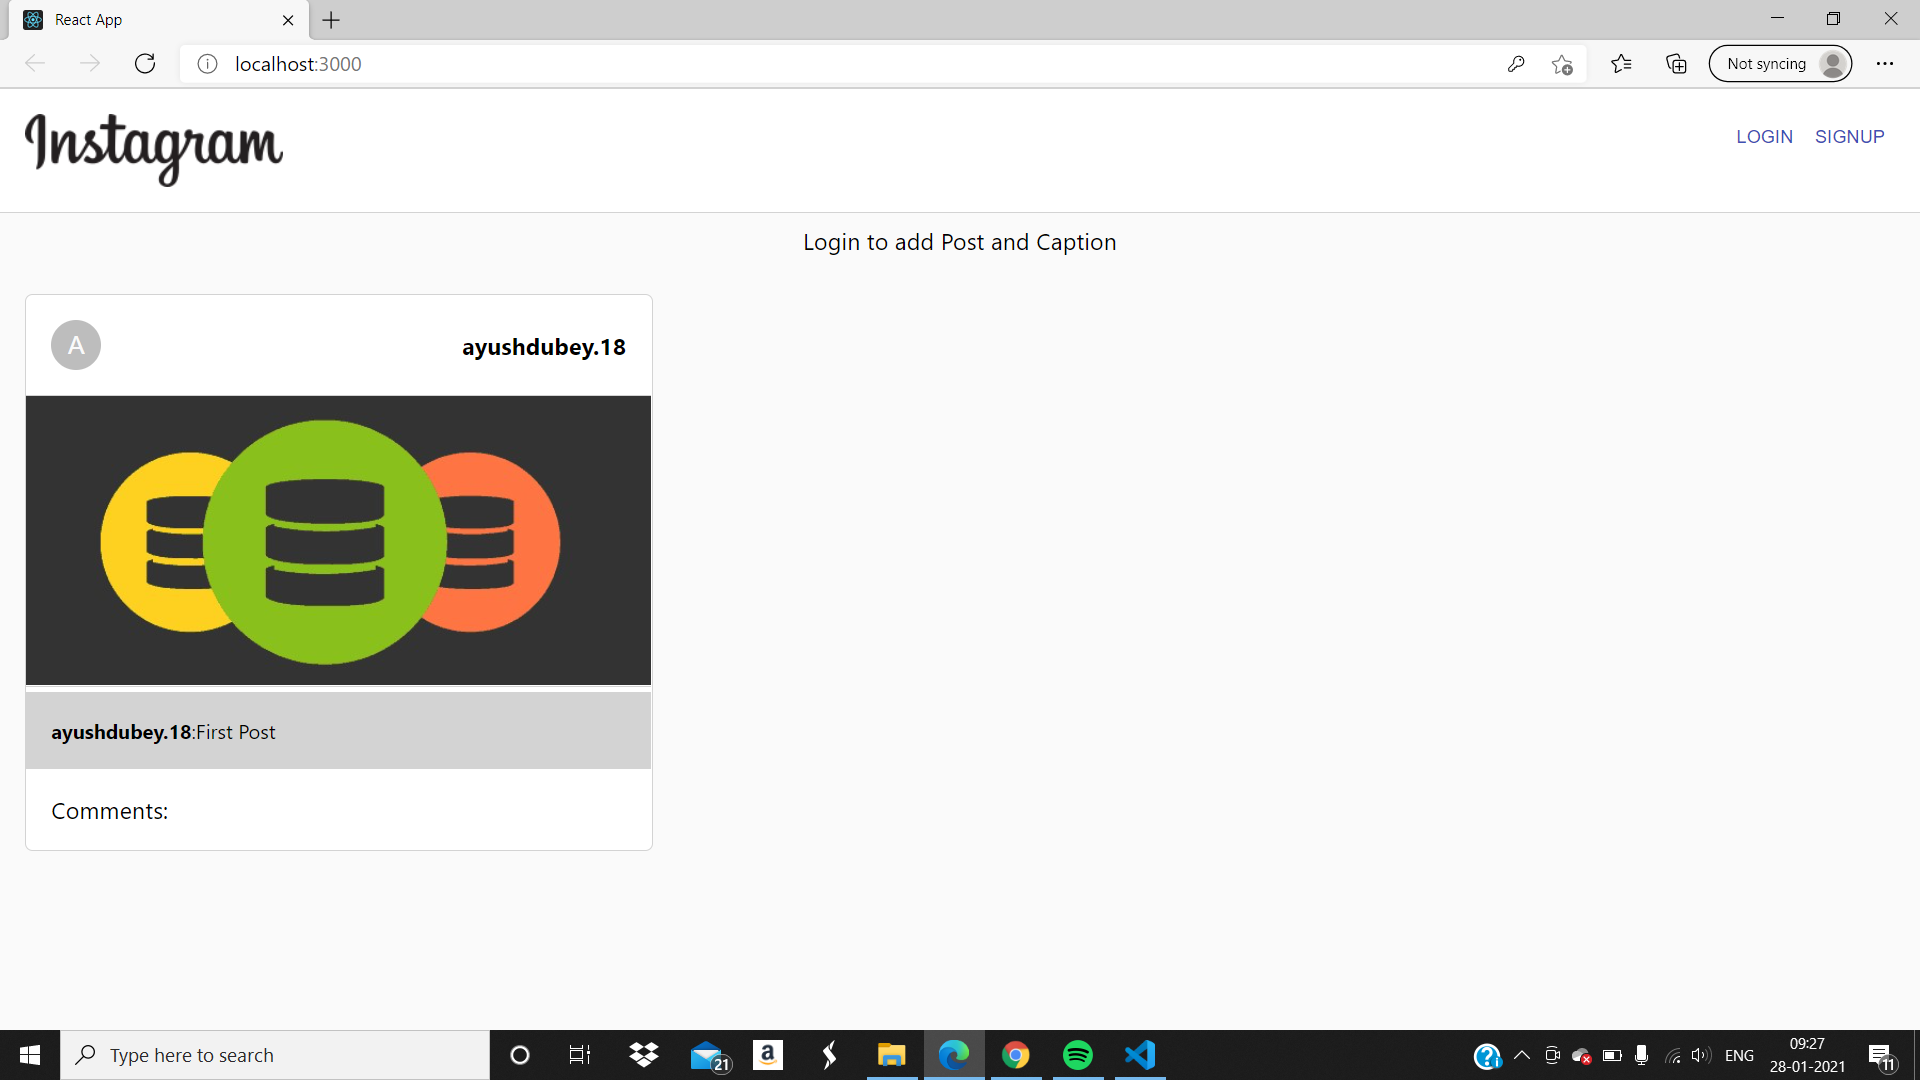 React App
localhost:3000
Not syncing
Instagram
LOGIN SIGNUP
Login to add Post and Caption
A
ayushdubey.18
ayushdubey.18:First Post
Comments:
Type here to search
21
a
ENG
09:27
28-01-2021
11